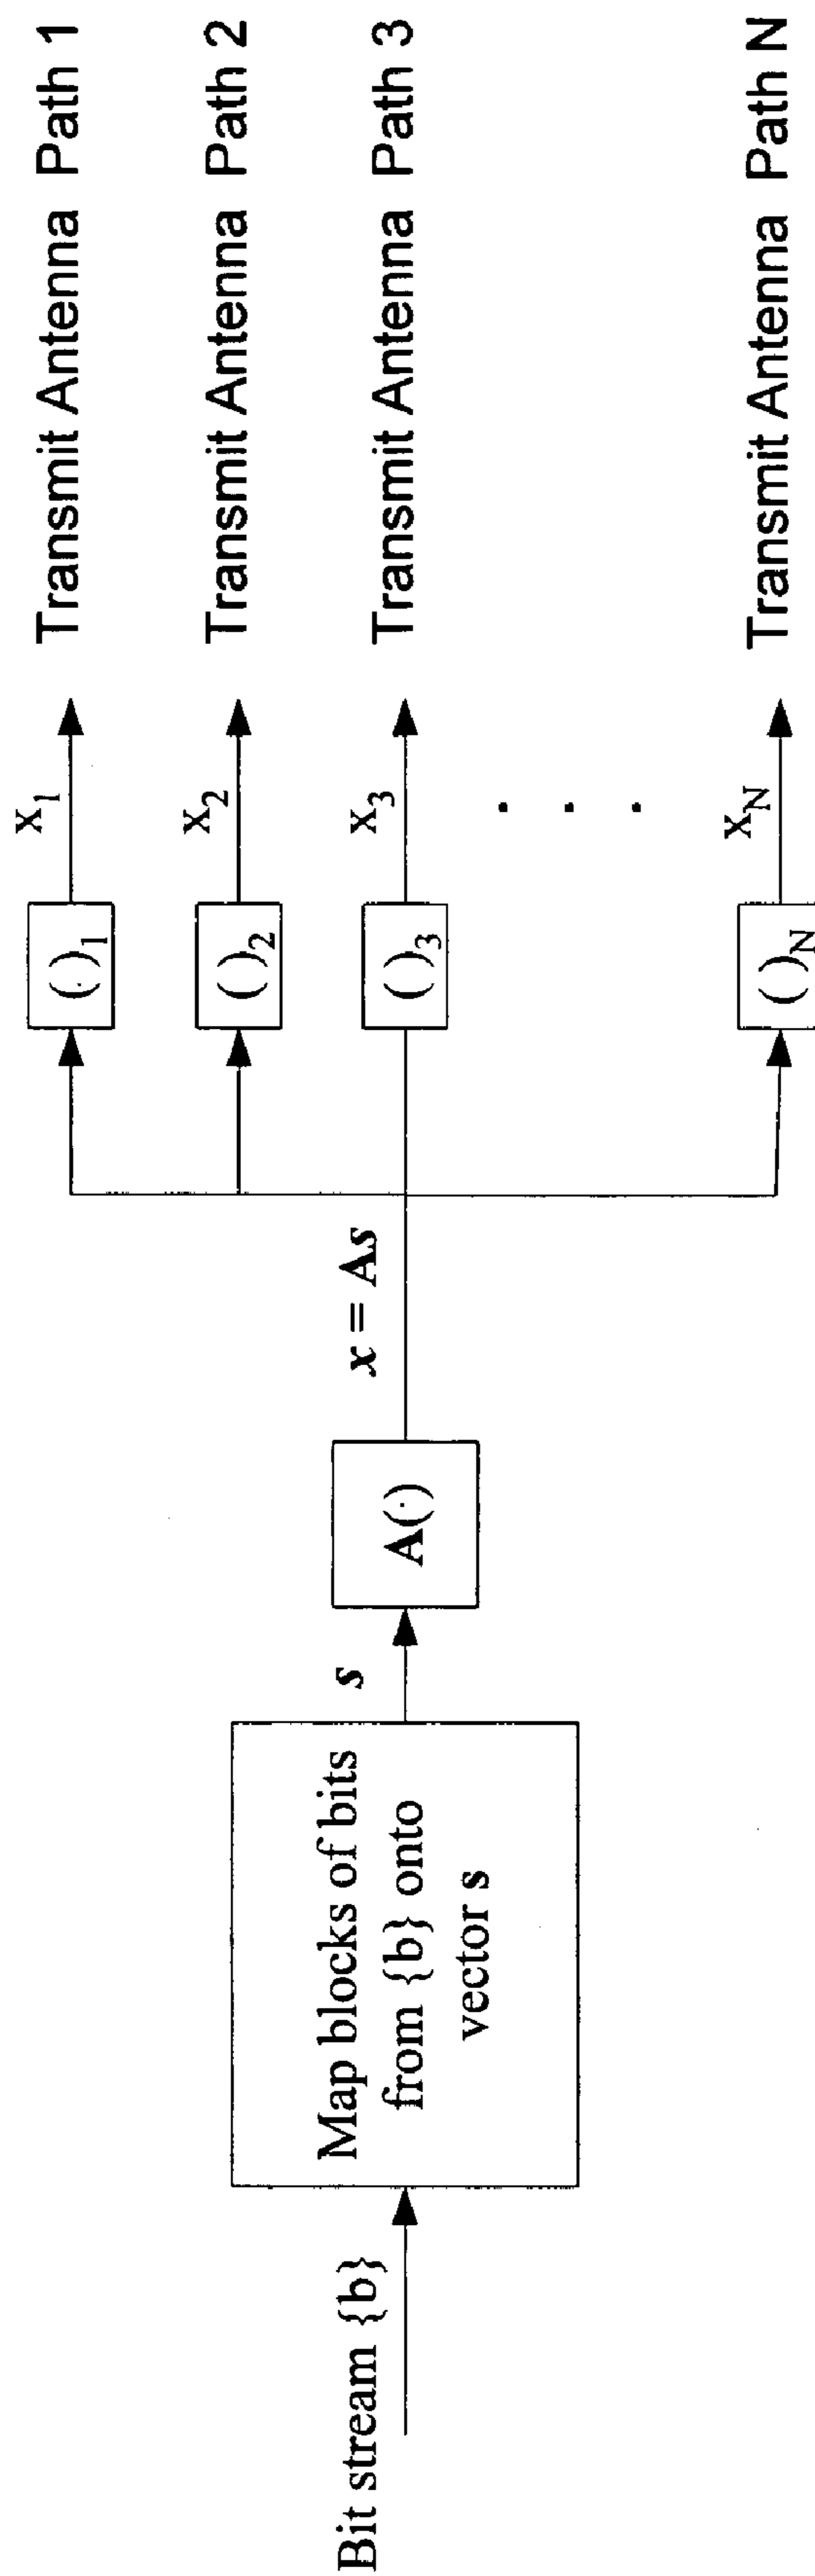 Bit stream {b}
Map blocks of bits
from {b} onto
vector s
s
A(·)
x = As
(·)₁
x₁
Transmit Antenna Path 1
( )₂
x₂
Transmit Antenna Path 2
( )₃
x₃
Transmit Antenna Path 3
. . .
( )N
xN
Transmit Antenna Path N